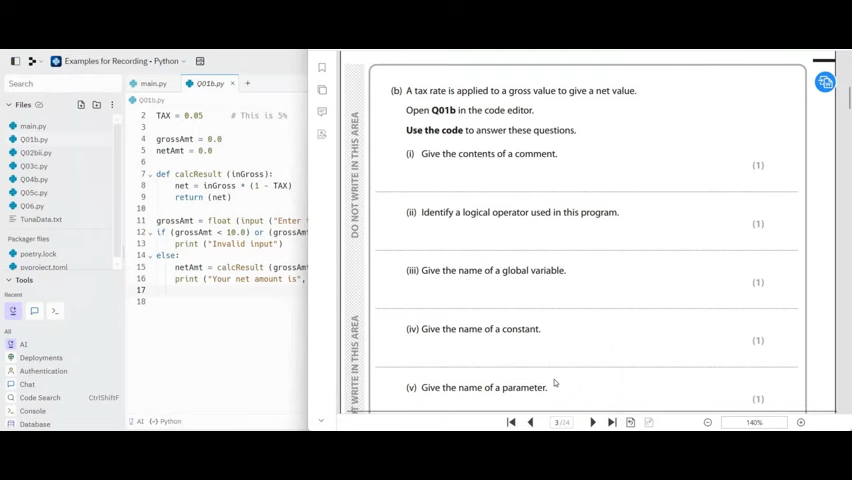 Examples for Recording - Python
Search
Files
main.py
Q01b.py
Q02bii.py
Q03c.py
Q04b.py
Q05c.py
Q06.py
TunaData.txt
Packager files
poetry.lock
pyproject.toml
Tools
Recent
All
AI
Deployments
Authentication
Chat
Code Search CtrlShiftF
Console
Database
main.py
Q01b.py
Q01b.py
2 TAX = 0.05 # This is 5%
3
4 grossAmt = 0.0
5 netAmt = 0.0
6
7 def calcResult (inGross):
8 net = inGross * (1 - TAX)
9 return (net)
10
11 grossAmt = float (input ("Enter
12 if (grossAmt < 10.0) or (grossAmt
13 print ("Invalid input")
14 else:
15 netAmt = calcResult (grossAmt
16 print ("Your net amount is",
17
18
AI Python
DO NOT WRITE IN THIS AREA
T WRITE IN THIS AREA
(b) A tax rate is applied to a gross value to give a net value.
Open Q01b in the code editor.
Use the code to answer these questions.
(i) Give the contents of a comment.
(1)
(ii) Identify a logical operator used in this program.
(1)
(iii) Give the name of a global variable.
(1)
(iv) Give the name of a constant.
(1)
(v) Give the name of a parameter.
(1)
3 /24
140%